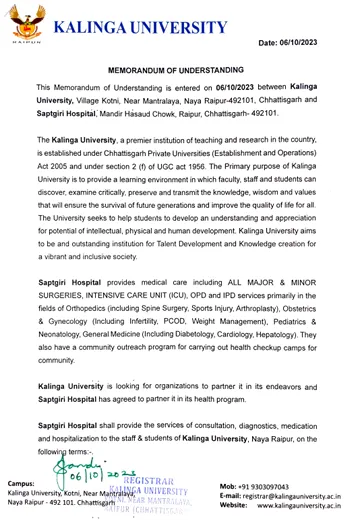 KALINGA UNIVERSITY
RAIPUR
Date: 06/10/2023
MEMORANDUM OF UNDERSTANDING
This Memorandum of Understanding is entered on 06/10/2023 between Kalinga
University, Village Kotni, Near Mantralaya, Naya Raipur-492101, Chhattisgarh and
Saptgiri Hospital, Mandir Hasaud Chowk, Raipur, Chhattisgarh- 492101.
The Kalinga University, a premier institution of teaching and research in the country,
is established under Chhattisgarh Private Universities (Establishment and Operations)
Act 2005 and under section 2 (f) of UGC act 1956. The Primary purpose of Kalinga
University is to provide a learning environment in which faculty, staff and students can
discover, examine critically, preserve and transmit the knowledge, wisdom and values
that will ensure the survival of future generations and improve the quality of life for all.
The University seeks to help students to develop an understanding and appreciation
for potential of intellectual, physical and human development. Kalinga University aims
to be and outstanding institution for Talent Development and Knowledge creation for
a vibrant and inclusive society.
Saptgiri Hospital provides medical care including ALL MAJOR & MINOR
SURGERIES, INTENSIVE CARE UNIT (ICU), OPD and IPD services primarily in the
fields of Orthopedics (including Spine Surgery, Sports Injury, Arthroplasty), Obstetrics
& Gynecology (Including Infertility, PCOD, Weight Management), Pediatrics &
Neonatology, General Medicine (Including Diabetology, Cardiology, Hepatology). They
also have a community outreach program for carrying out health checkup camps for
community.
Kalinga University is looking for organizations to partner it in its endeavors and
Saptgiri Hospital has agreed to partner it in its health program.
Saptgiri Hospital shall provide the services of consultation, diagnostics, medication
and hospitalization to the staff & students of Kalinga University, Naya Raipur, on the
following terms:-
06/10/2023
REGISTRAR
KALINGA UNIVERSITY
NEAR MANTRALAYA,
RAIPUR (CHHATTISGARH)
Campus:
Kalinga University, Kotni, Near Mantralaya,
Naya Raipur - 492 101. Chhattisgarh
Mob: +91 9303097043
E-mail: registrar@kalingauniversity.ac.in
Website: www.kalingauniversity.ac.in